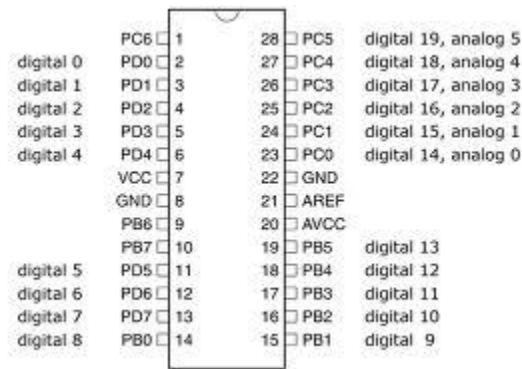 PC6 1 28 PC5 digital 19, analog 5
digital 0 PD0 2 27 PC4 digital 18, analog 4
digital 1 PD1 3 26 PC3 digital 17, analog 3
digital 2 PD2 4 25 PC2 digital 16, analog 2
digital 3 PD3 5 24 PC1 digital 15, analog 1
digital 4 PD4 6 23 PC0 digital 14, analog 0
VCC 7 22 GND
GND 8 21 AREF
PB6 9 20 AVCC
PB7 10 19 PB5 digital 13
digital 5 PD5 11 18 PB4 digital 12
digital 6 PD6 12 17 PB3 digital 11
digital 7 PD7 13 16 PB2 digital 10
digital 8 PB0 14 15 PB1 digital 9